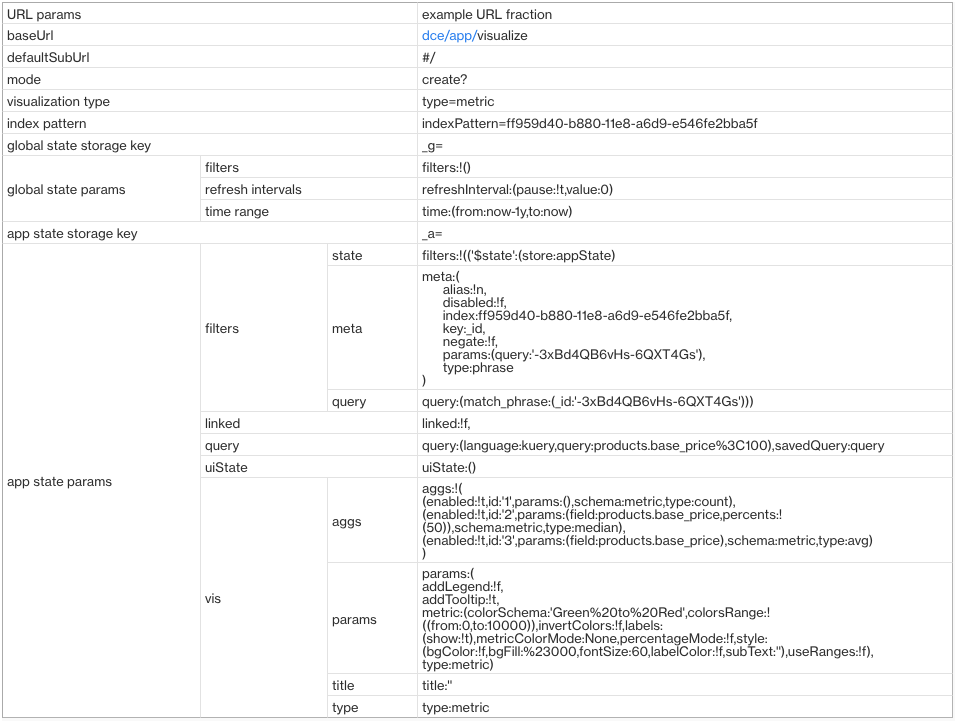 URL params example URL fraction
baseUrl dce/app/visualize
defaultSubUrl #/
mode create?
visualization type type=metric
index pattern indexPattern=ff959d40-b880-11e8-a6d9-e546fe2bba5f
global state storage key _g=
global state params
filters filters:!()
refresh intervals refreshInterval:(pause:!t,value:0)
time range time:(from:now-1y,to:now)
app state storage key _a=
app state params
filters
state filters:!(('$state':(store:appState)
meta
meta:(
alias:!n,
disabled:!f,
index:ff959d40-b880-11e8-a6d9-e546fe2bba5f,
key:_id,
negate:!f,
params:(query:'-3xBd4QB6vHs-6QXT4Gs'),
type:phrase
)
query query:(match_phrase:(_id:'-3xBd4QB6vHs-6QXT4Gs')))
linked linked:!f,
query query:(language:kuery,query:products.base_price%3C100),savedQuery:query
uiState uiState:()
vis
aggs
aggs:!(
(enabled:!t,id:'1',params:(),schema:metric,type:count),
(enabled:!t,id:'2',params:(field:products.base_price,percents:!
(50)),schema:metric,type:median),
(enabled:!t,id:'3',params:(field:products.base_price),schema:metric,type:avg)
)
params
params:(
addLegend:!f,
addTooltip:!t,
metric:(colorSchema:'Green%20to%20Red',colorsRange:!
((from:0,to:10000)),invertColors:!f,labels:
(show:!t),metricColorMode:None,percentageMode:!f,style:
(bgColor:!f,bgFill:%23000,fontSize:60,labelColor:!f,subText:''),useRanges:!f),
type:metric)
title title:''
type type:metric